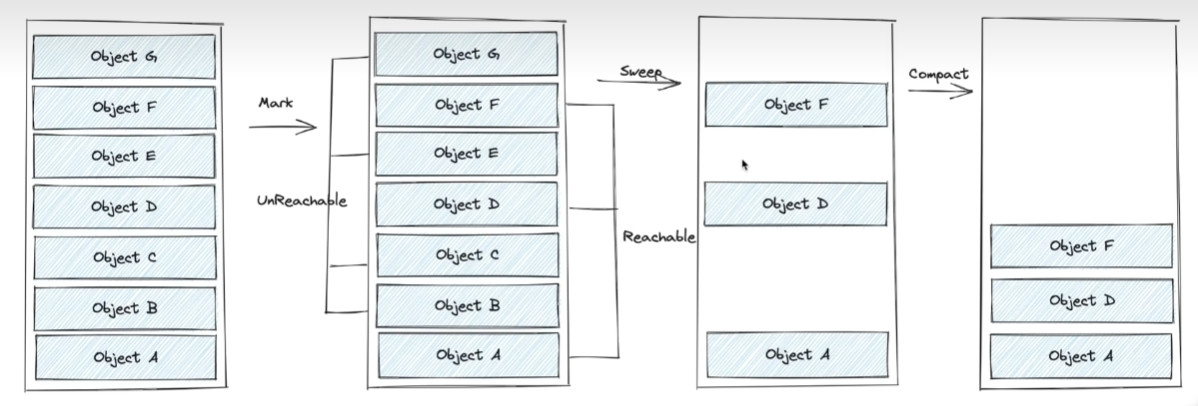 Object G
Object F
Object E
Object D
Object C
Object B
Object A
Mark
UnReachable
Object G
Object F
Object E
Object D
Object C
Object B
Object A
Reachable
Sweep
Object F
Object D
Object A
Compact
Object F
Object D
Object A